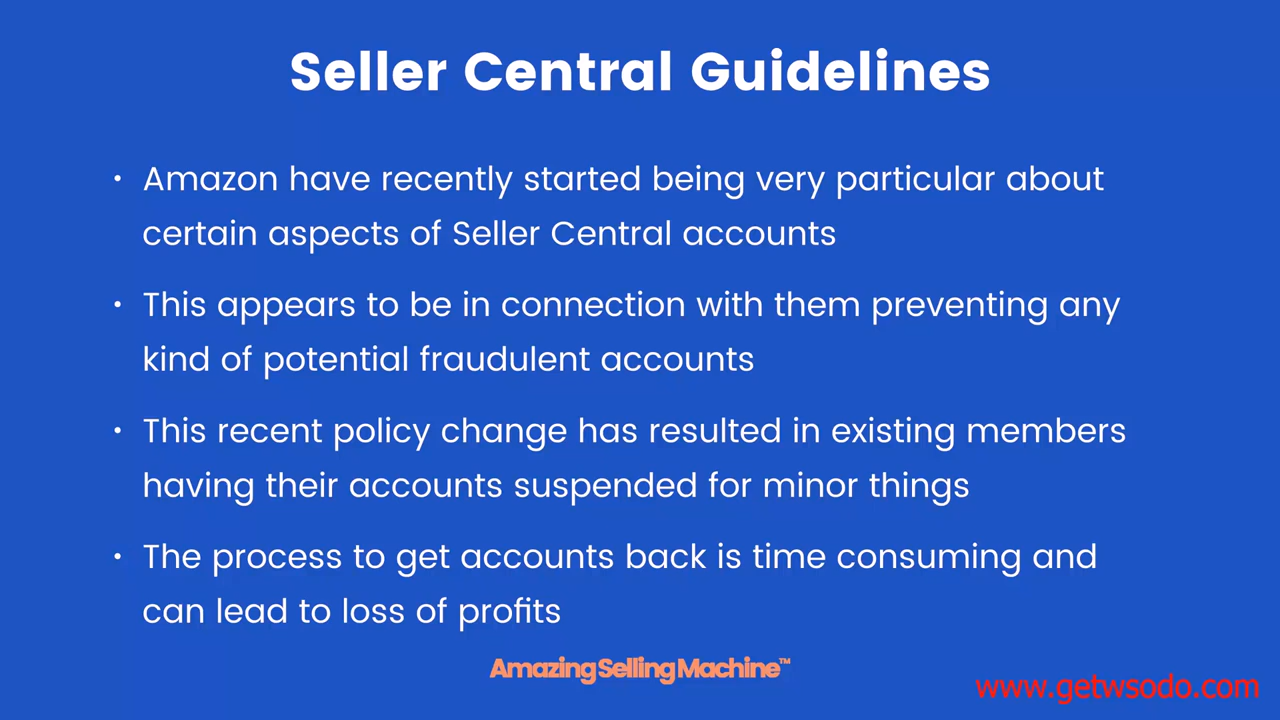 Seller Central Guidelines
• Amazon have recently started being very particular about
certain aspects of Seller Central accounts
• This appears to be in connection with them preventing any
kind of potential fraudulent accounts
• This recent policy change has resulted in existing members
having their accounts suspended for minor things
• The process to get accounts back is time consuming and
can lead to loss of profits
Amazing Selling Machine™
www.getwsodo.com